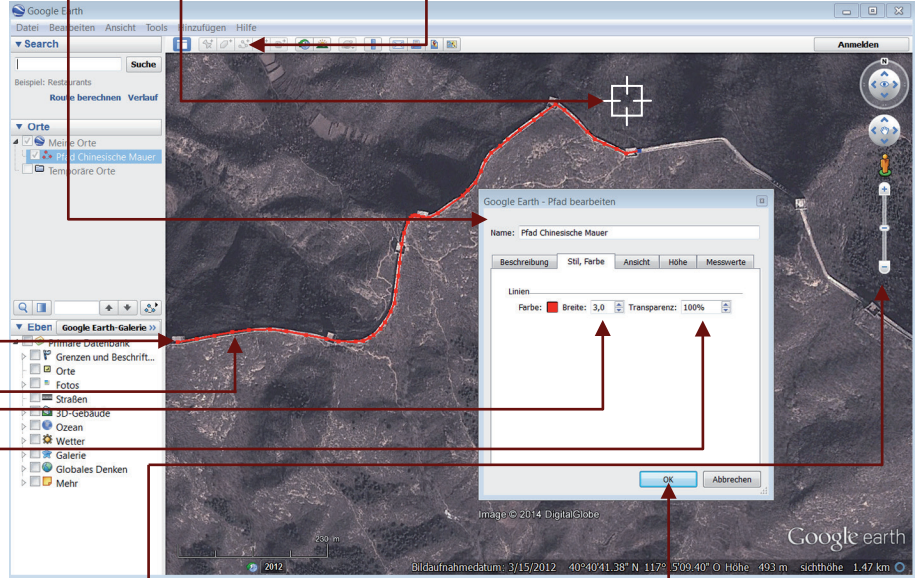 Google Earth
Datei Bearbeiten Ansicht Tools Hinzufügen Hilfe
Search
Suche
Beispiel: Restaurants
Route berechnen Verlauf
Orte
Meine Orte
Pfad Chinesische Mauer
Temporäre Orte
Eben Google Earth-Galerie »
Primäre Datenbank
Grenzen und Beschrift...
Orte
Fotos
Straßen
3D-Gebäude
Ozean
Wetter
Galerie
Globales Denken
Mehr
Anmelden
N
Google Earth - Pfad bearbeiten
Name: Pfad Chinesische Mauer
Beschreibung Stil, Farbe Ansicht Höhe Messwerte
Linien
Farbe: Breite: 3,0 Transparenz: 100%
OK Abbrechen
Image © 2014 DigitalGlobe
Google earth
230 m
2012
Bildaufnahmedatum: 3/15/2012 40°40'41.38" N 117° 5'09.40" O Höhe 493 m sichthöhe 1.47 km